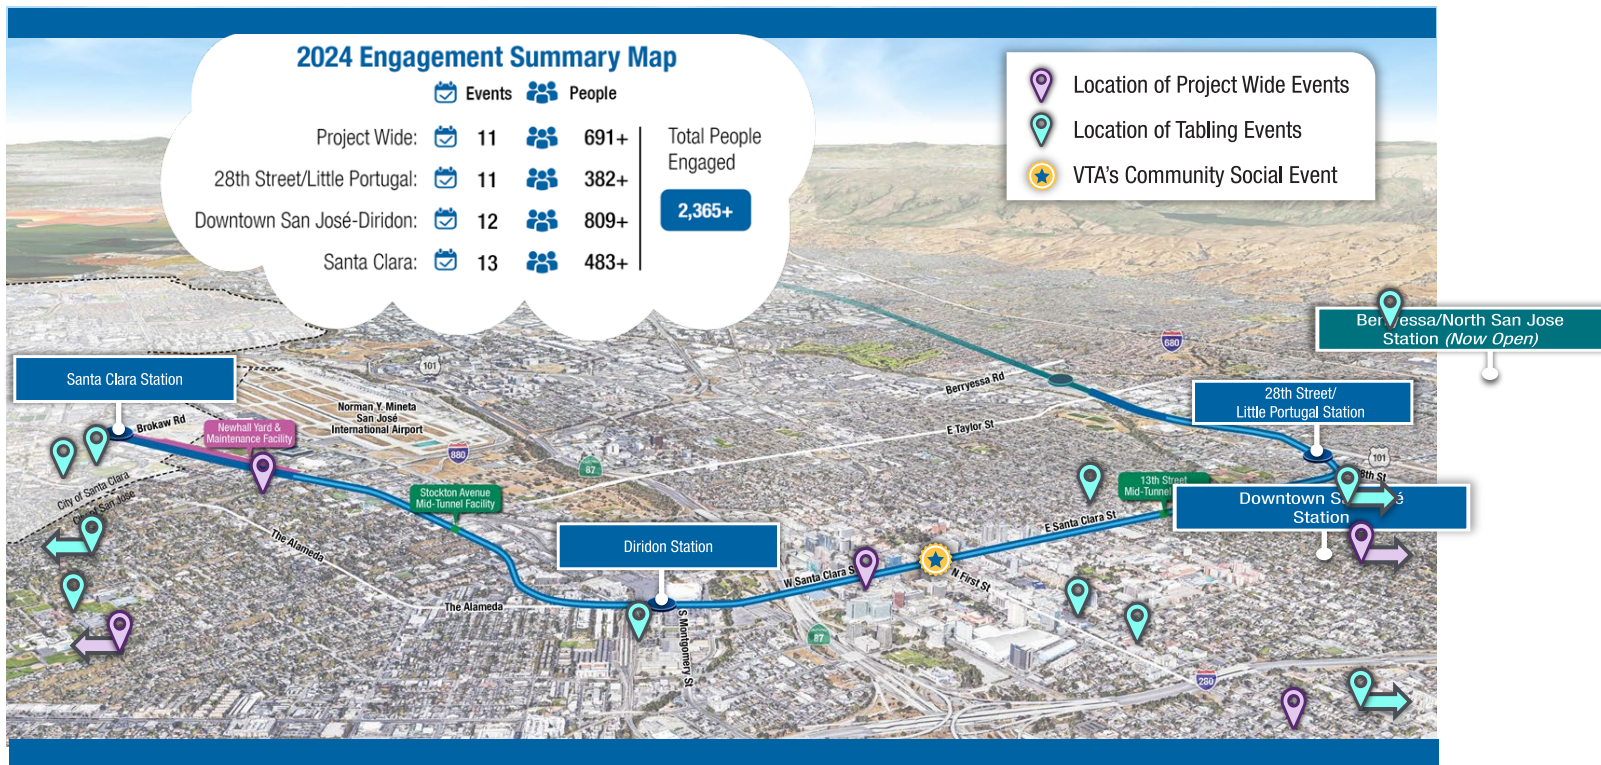 2024 Engagement Summary Map
Events People
Project Wide: 11 691+
28th Street/Little Portugal: 11 382+
Downtown San José-Diridon: 12 809+
Santa Clara: 13 483+
Total People
Engaged
2,365+
Location of Project Wide Events
Location of Tabling Events
VTA's Community Social Event
Berryessa/North San Jose
Station (Now Open)
680
101
Santa Clara Station
Berryessa Rd
28th Street/
Little Portugal Station
Norman Y. Mineta
San José
International Airport
Brokaw Rd
Newhall Yard &
Maintenance Facility
E Taylor St
880
87
101
City of Santa Clara
San José
Stockton Avenue
Mid-Tunnel Facility
13th Street
Mid-Tunnel
8th St
Downtown
Station
E Santa Clara St
The Alameda
Diridon Station
W Santa Clara S
N First St
The Alameda
S Montgomery St
87
280